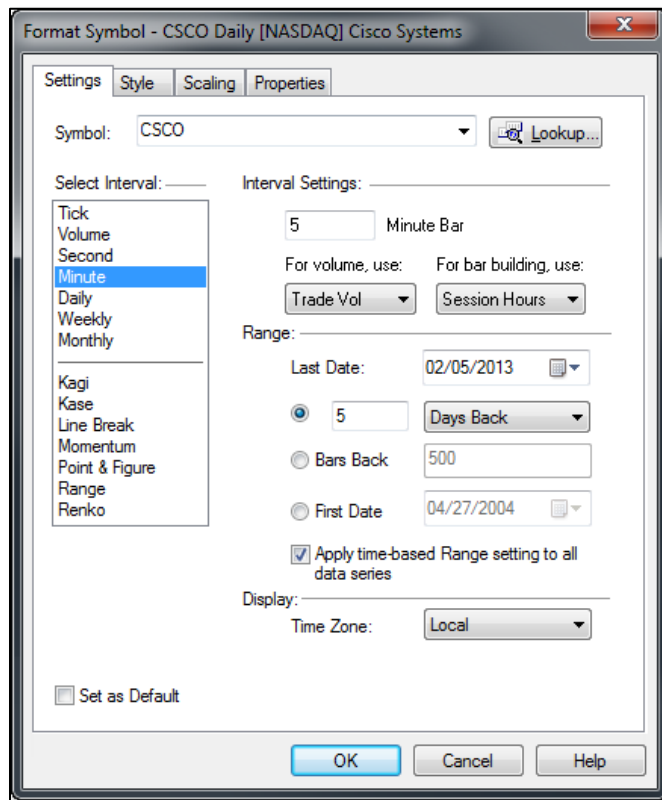 Format Symbol - CSCO Daily [NASDAQ] Cisco Systems
Settings Style Scaling Properties
Symbol: CSCO Lookup...
Select Interval: Interval Settings:
Tick
Volume
Second
Minute
Daily
Weekly
Monthly
Kagi
Kase
Line Break
Momentum
Point & Figure
Range
Renko
5 Minute Bar
For volume, use: For bar building, use:
Trade Vol Session Hours
Range:
Last Date: 02/05/2013
5 Days Back
Bars Back 500
First Date 04/27/2004
Apply time-based Range setting to all
data series
Display:
Time Zone: Local
Set as Default
OK Cancel Help